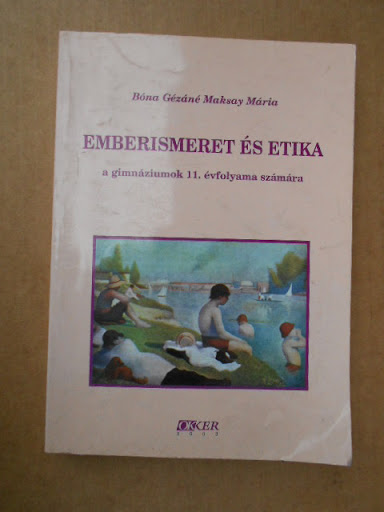 Bóna Gézáné Maksay Mária
EMBERISMERET ÉS ETIKA
a gimnáziumok 11. évfolyama számára
OKKER